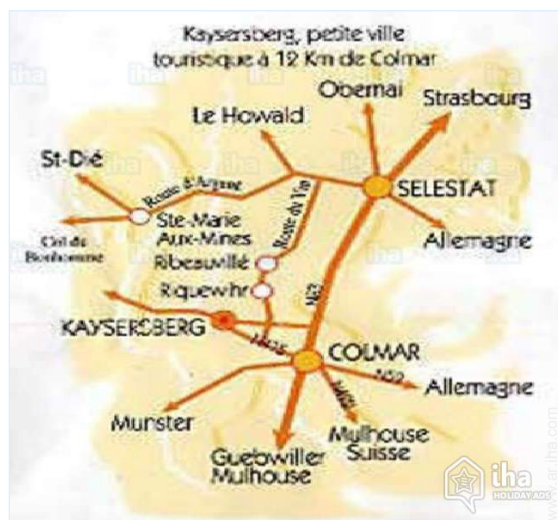 Kaysersberg, petite ville
touristique à 12 Km de Colmar
Obernai
Strasbourg
Le Howald
St-Dié
Route d'Argent
SELESTAT
Ste-Marie
Aux-Mines
Route du Vin
Allemagne
Col du
Bonhomme
Ribeauvillé
Riquewihr
N83
KAYSERSBERG
COLMAR
Allemagne
Munster
Mulhouse
Suisse
Guebwiller
Mulhouse
iha
HOLIDAY ADS